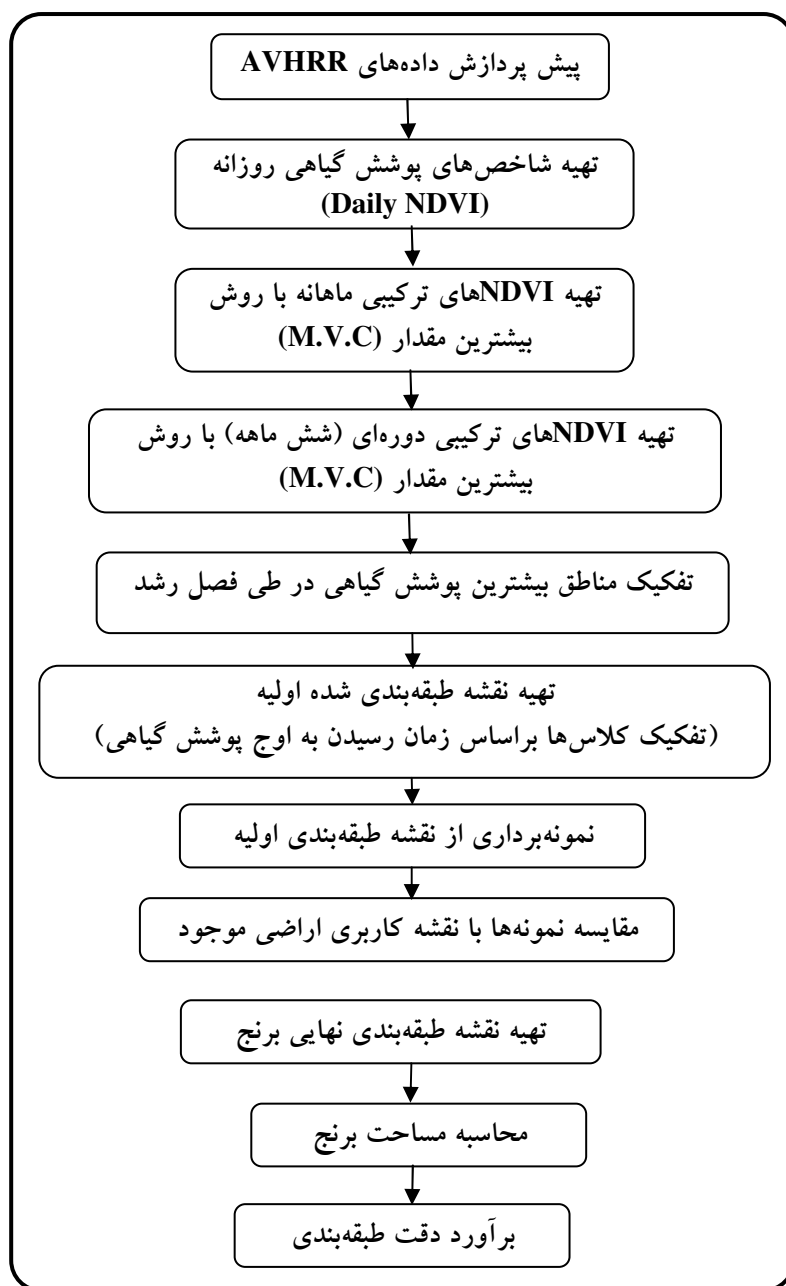 پیش پردازش داده‌های AVHRR
تهیه شاخص‌های پوشش گیاهی روزانه
(Daily NDVI)
تهیه NDVIهای ترکیبی ماهانه با روش
بیشترین مقدار (M.V.C)
تهیه NDVIهای ترکیبی دوره‌ای (شش ماهه) با روش
بیشترین مقدار (M.V.C)
تفکیک مناطق بیشترین پوشش گیاهی در طی فصل رشد
تهیه نقشه طبقه‌بندی شده اولیه
(تفکیک کلاس‌ها براساس زمان رسیدن به اوج پوشش گیاهی)
نمونه‌برداری از نقشه طبقه‌بندی اولیه
مقایسه نمونه‌ها با نقشه کاربری اراضی موجود
تهیه نقشه طبقه‌بندی نهایی برنج
محاسبه مساحت برنج
برآورد دقت طبقه‌بندی